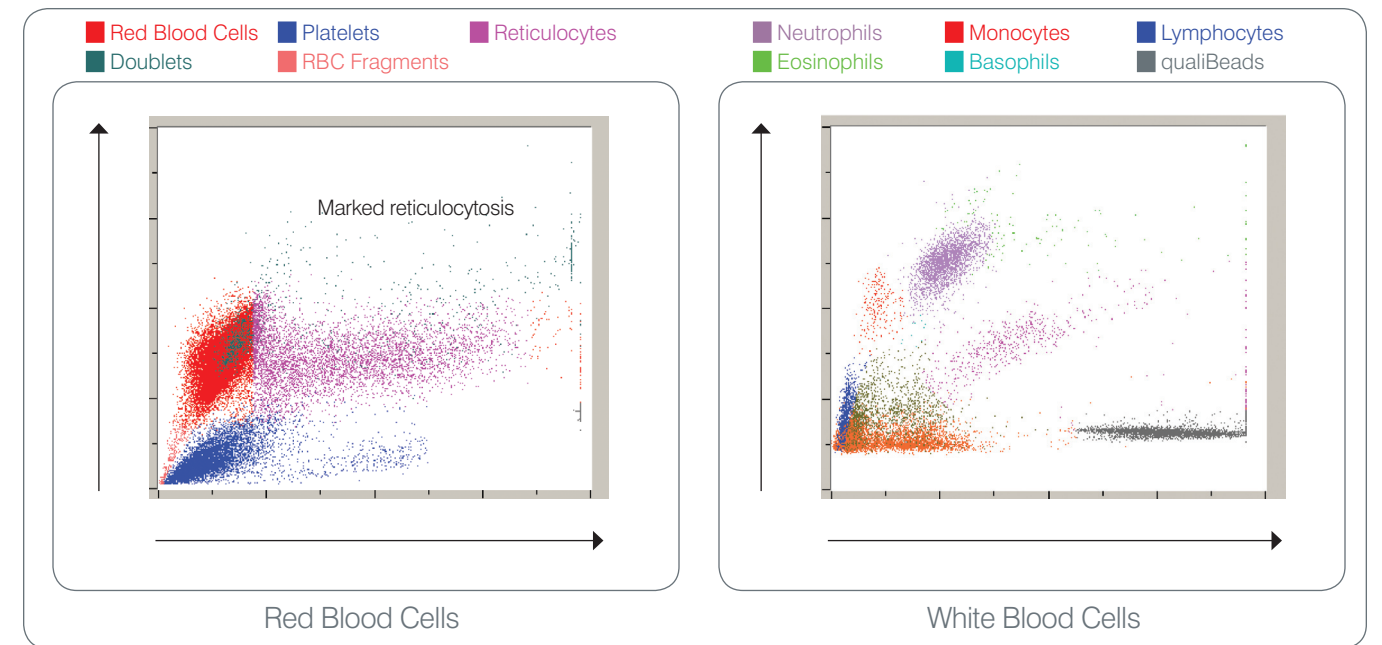 Red Blood Cells Platelets Reticulocytes
Doublets RBC Fragments
Neutrophils Monocytes Lymphocytes
Eosinophils Basophils qualiBeads
Marked reticulocytosis
Red Blood Cells
White Blood Cells